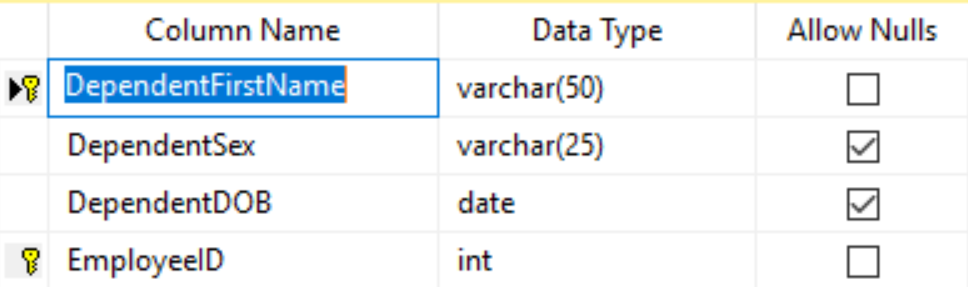 Column Name Data Type Allow Nulls
DependentFirstName varchar(50)
DependentSex varchar(25)
DependentDOB date
EmployeeID int